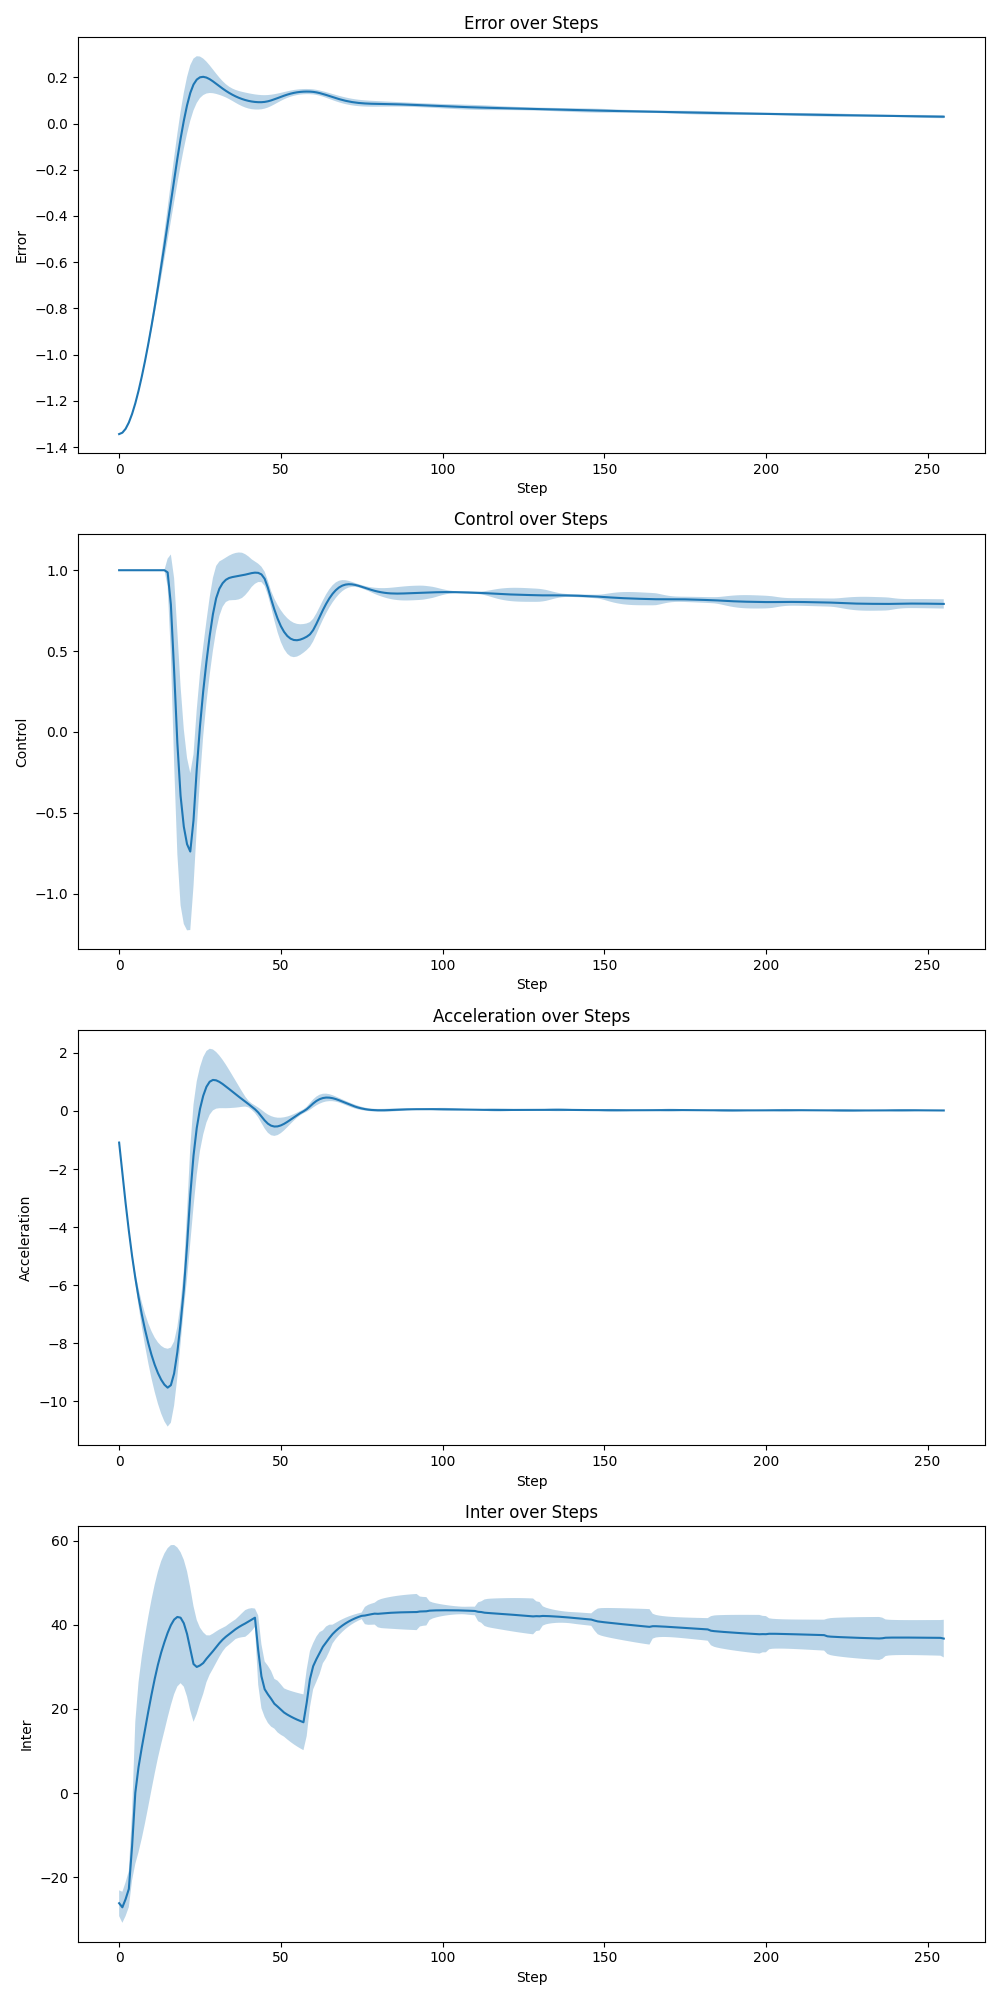 Error over Steps
0.2
0.0
−0.2
−0.4
−0.6
−0.8
−1.0
−1.2
−1.4
Error
0 50 100 150 200 250
Step
Control over Steps
1.0
0.5
0.0
−0.5
−1.0
Control
0 50 100 150 200 250
Step
Acceleration over Steps
2
0
−2
−4
−6
−8
−10
Acceleration
0 50 100 150 200 250
Step
Inter over Steps
60
40
20
0
−20
Inter
0 50 100 150 200 250
Step